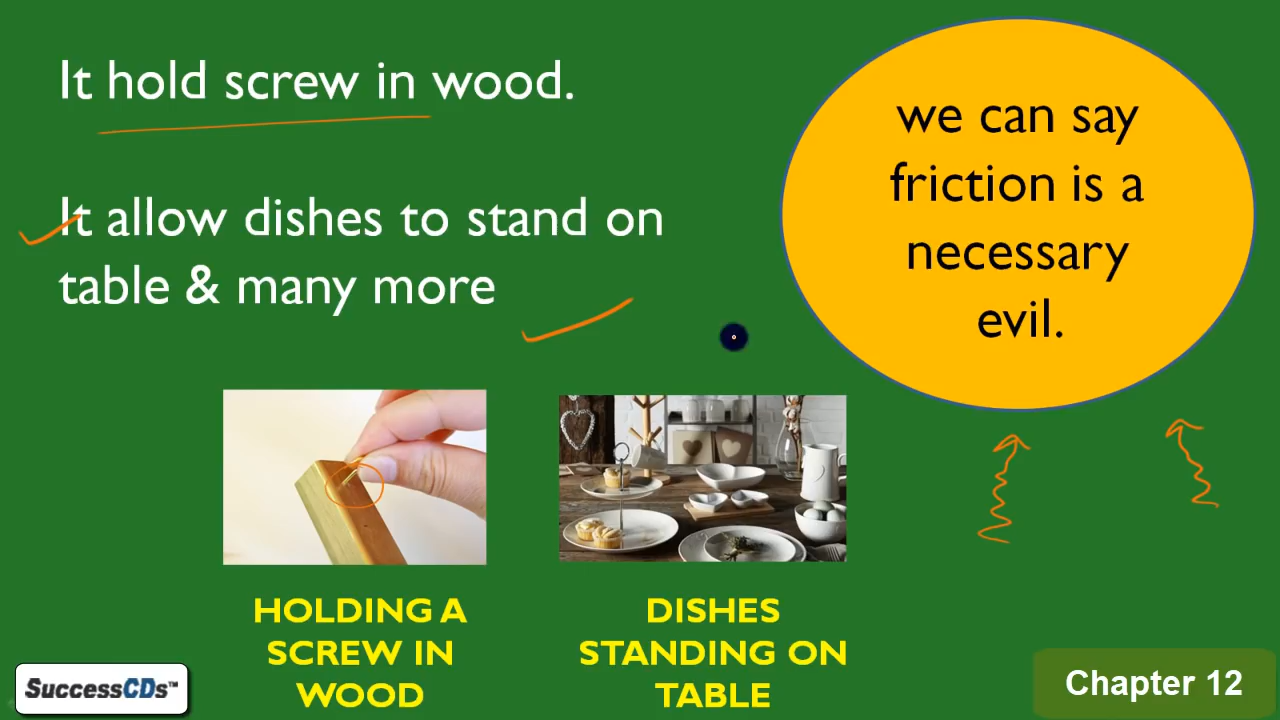 It hold screw in wood.
It allow dishes to stand on
table & many more
we can say
friction is a
necessary
evil.
HOLDING A
SCREW IN
WOOD
DISHES
STANDING ON
TABLE
SuccessCDs™
Chapter 12